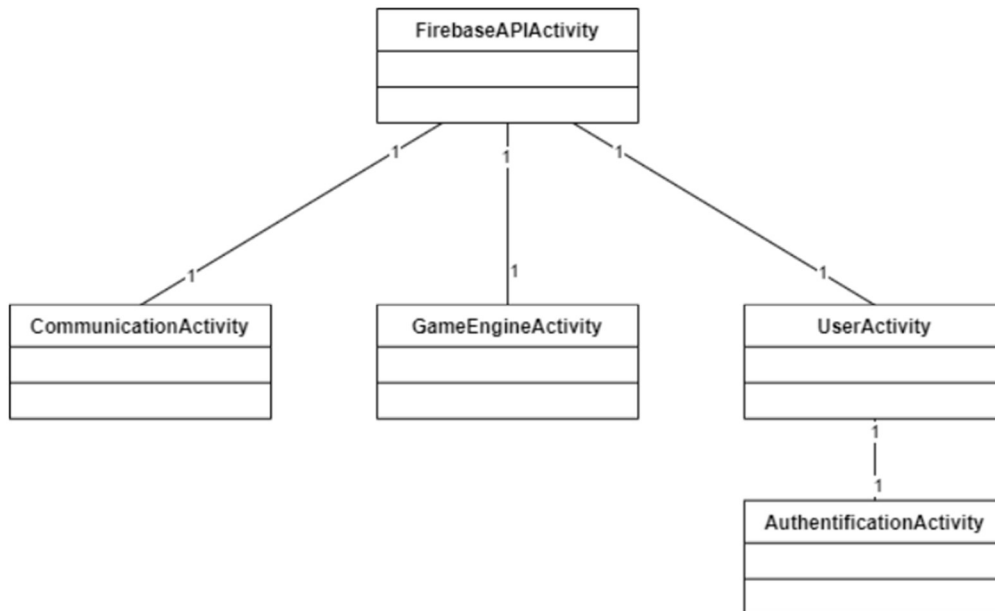 FirebaseAPIActivity
1
1
1
1
1
1
CommunicationActivity
GameEngineActivity
UserActivity
1
1
AuthentificationActivity